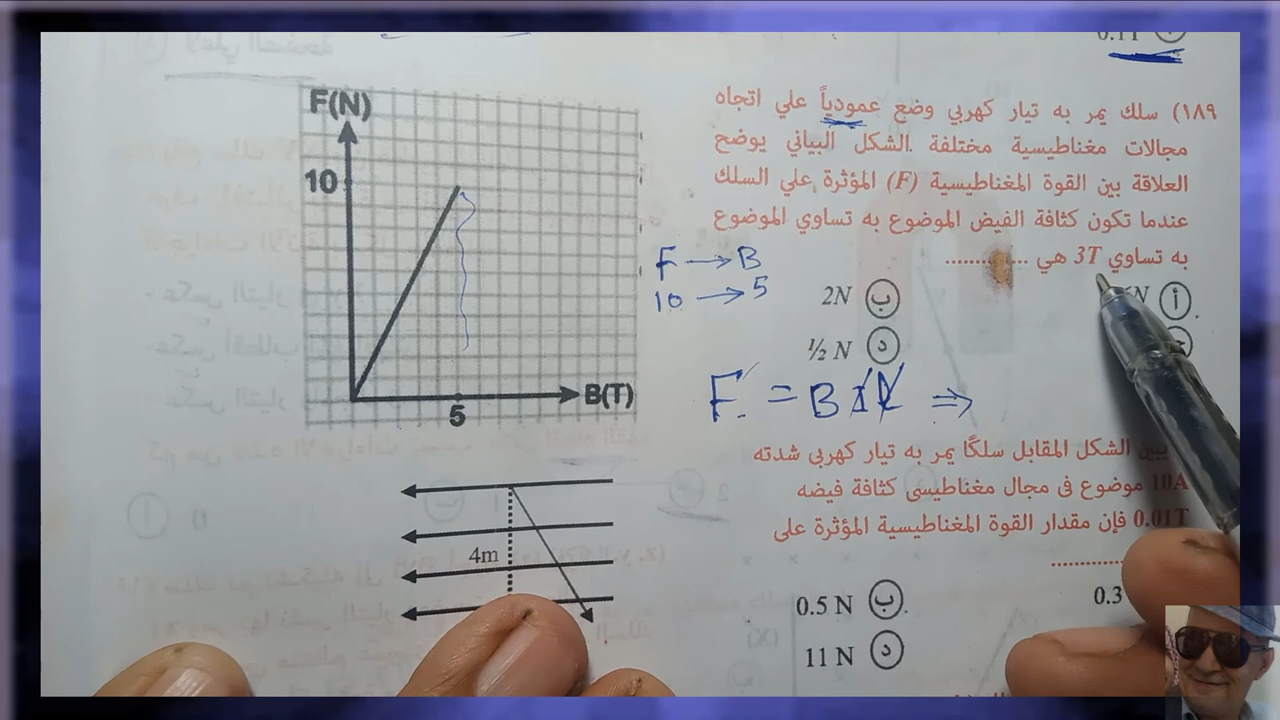 ١٨٩) سلك يمر به تيار كهربي وضع عمودياً علي اتجاه
مجالات مغناطيسية مختلفة .الشكل البياني يوضح
العلاقة بين القوة المغناطيسية (F) المؤثرة علي السلك
عندما تكون كثافة الفيض الموضوع به تساوي الموضوع
به تساوي 3T هي ............
أ
ب 2N
د ½ N
F(N)
10
5
B(T)
F → B
10 → 5
F = B I L ⇒
يبين الشكل المقابل سلكًا يمر به تيار كهربي شدته
10A موضوع فى مجال مغناطيسى كثافة فيضه
0.01T فإن مقدار القوة المغناطيسية المؤثرة على
............
4m
0.3
ب 0.5 N
د 11 N